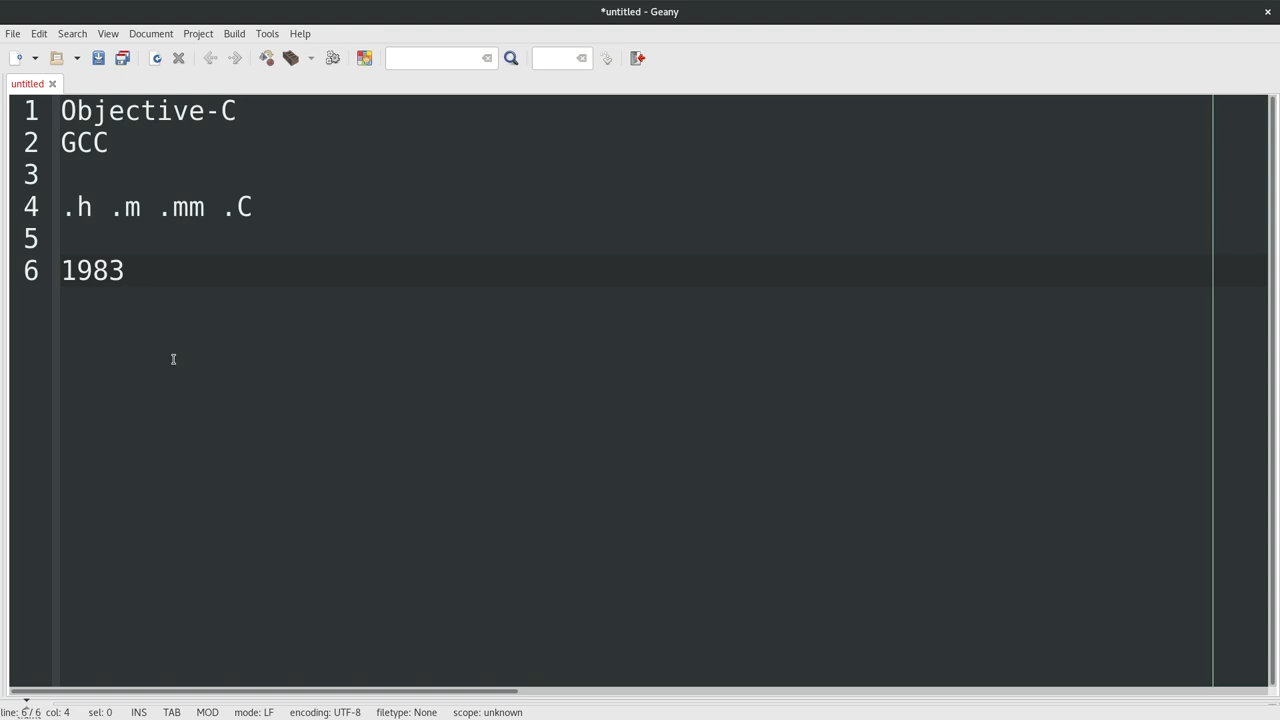 *untitled - Geany
File Edit Search View Document Project Build Tools Help
untitled
1 Objective-C
2 GCC
3
4 .h .m .mm .C
5
6 1983
line: 6 / 6 col: 4 sel: 0 INS TAB MOD mode: LF encoding: UTF-8 filetype: None scope: unknown